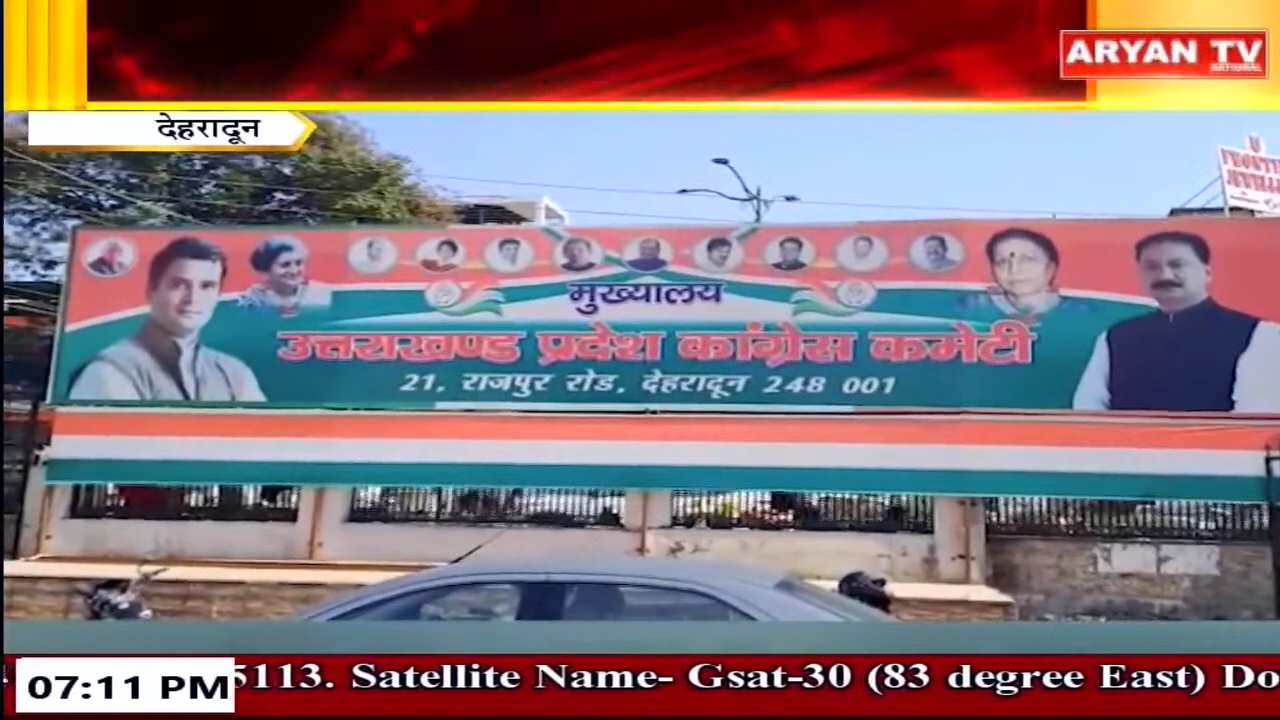 ARYAN TV
NATIONAL
देहरादून
मुख्यालय
उत्तराखण्ड प्रदेश कांग्रेस कमेटी
21, राजपुर रोड, देहरादून 248 001
07:11 PM
5113. Satellite Name- Gsat-30 (83 degree East) Do